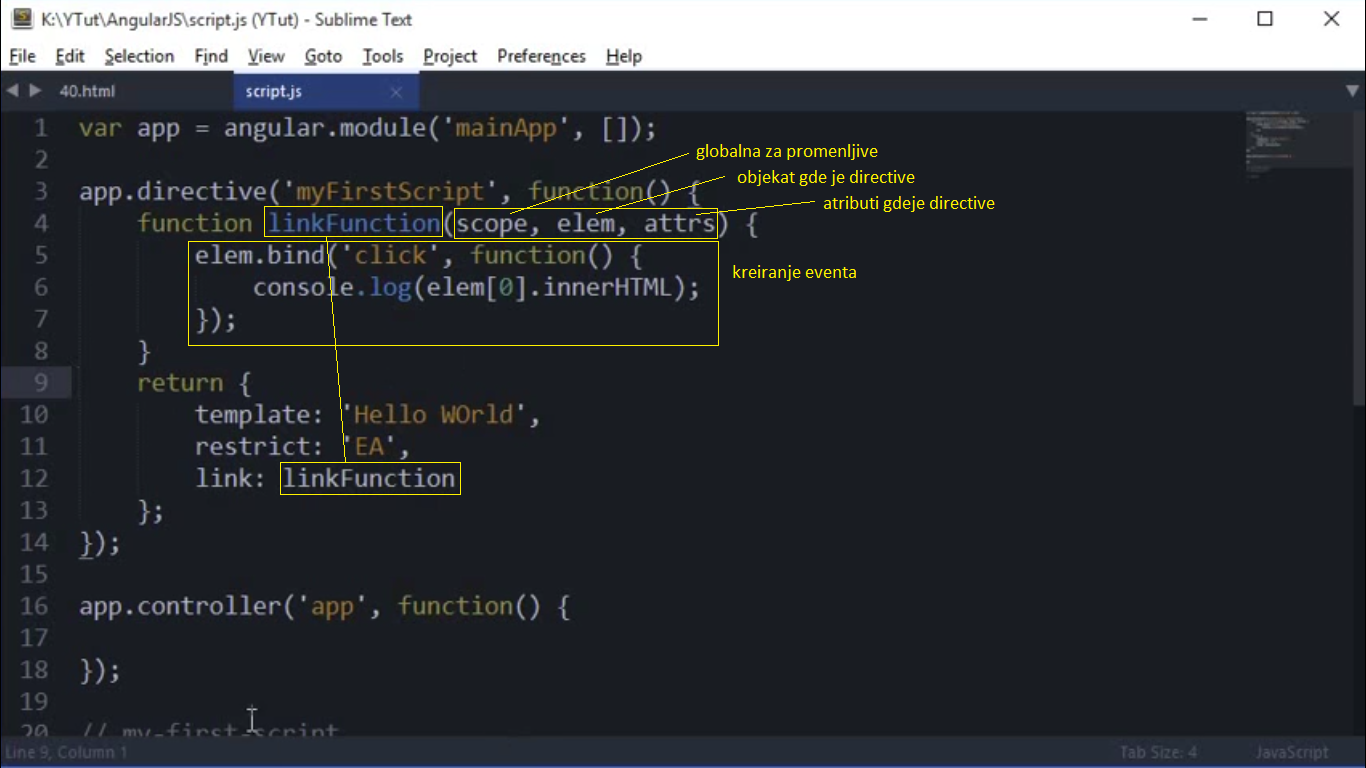 K:\YTut\AngularJS\script.js (YTut) - Sublime Text
File Edit Selection Find View Goto Tools Project Preferences Help
40.html script.js
1 var app = angular.module('mainApp', []);
globalna za promenljive
2
objekat gde je directive
3 app.directive('myFirstScript', function() {
atributi gdeje directive
4 function linkFunction(scope, elem, attrs) {
5 elem.bind('click', function() {
kreiranje eventa
6 console.log(elem[0].innerHTML);
7 });
8 }
9 return {
10 template: 'Hello WOrld',
11 restrict: 'EA',
12 link: linkFunction
13 };
14 });
15
16 app.controller('app', function() {
17
18 });
19
20 // my-first-script
Line 9, Column 1 Tab Size: 4 JavaScript